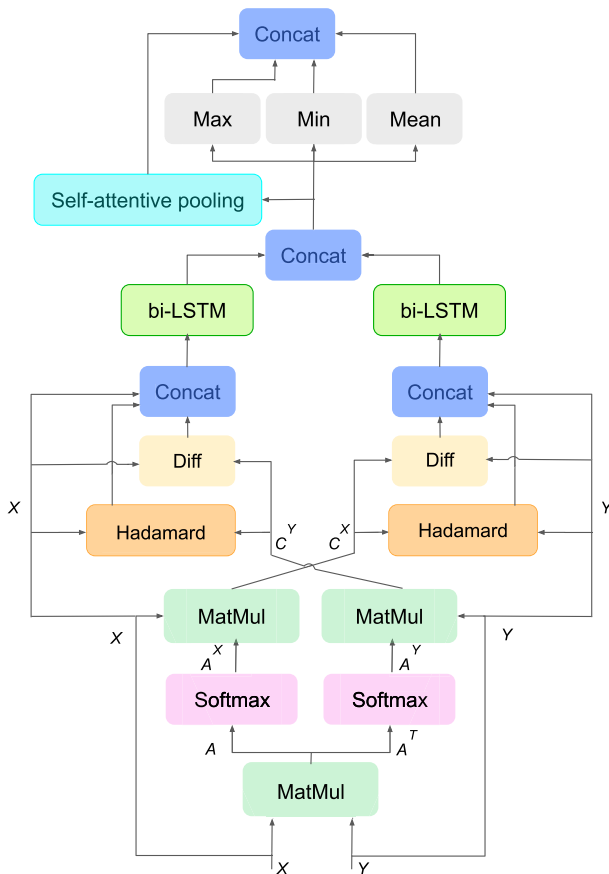 Concat
Max Min Mean
Self-attentive pooling
Concat
bi-LSTM bi-LSTM
Concat Concat
Diff Diff
X Y
Hadamard Hadamard
C^Y C^X
MatMul MatMul
X Y
A^X A^Y
Softmax Softmax
A A^T
MatMul
X Y